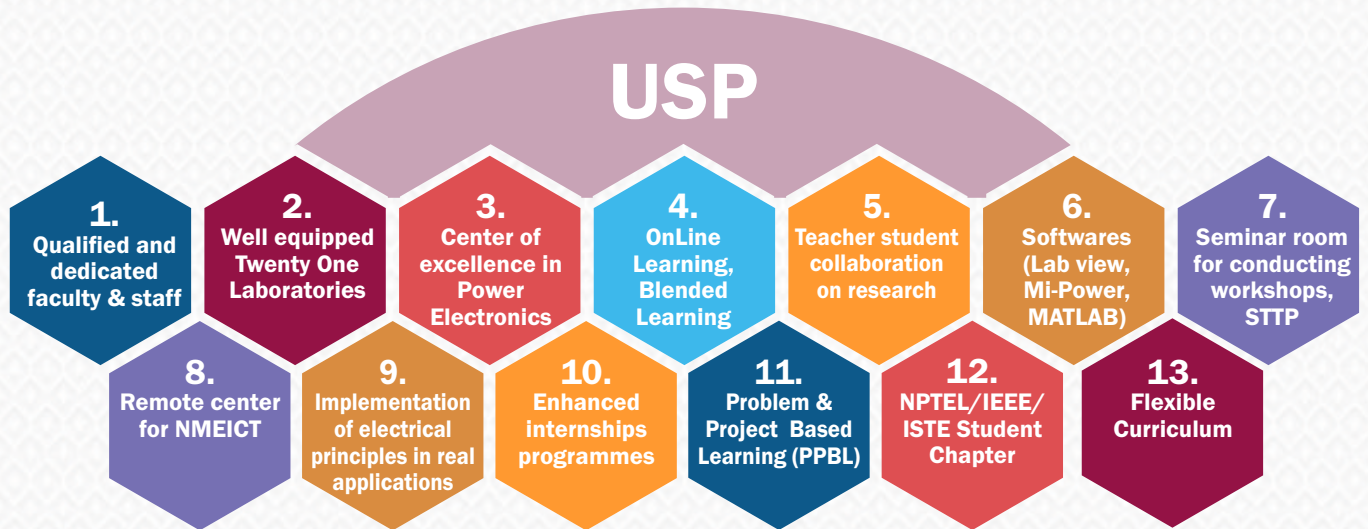 USP
1.
Qualified and
dedicated
faculty & staff
2.
Well equipped
Twenty One
Laboratories
3.
Center of
excellence in
Power
Electronics
4.
OnLine
Learning,
Blended
Learning
5.
Teacher student
collaboration
on research
6.
Softwares
(Lab view,
Mi-Power,
MATLAB)
7.
Seminar room
for conducting
workshops,
STTP
8.
Remote center
for NMEICT
9.
Implementation
of electrical
principles in real
applications
10.
Enhanced
internships
programmes
11.
Problem &
Project Based
Learning (PPBL)
12.
NPTEL/IEEE/
ISTE Student
Chapter
13.
Flexible
Curriculum